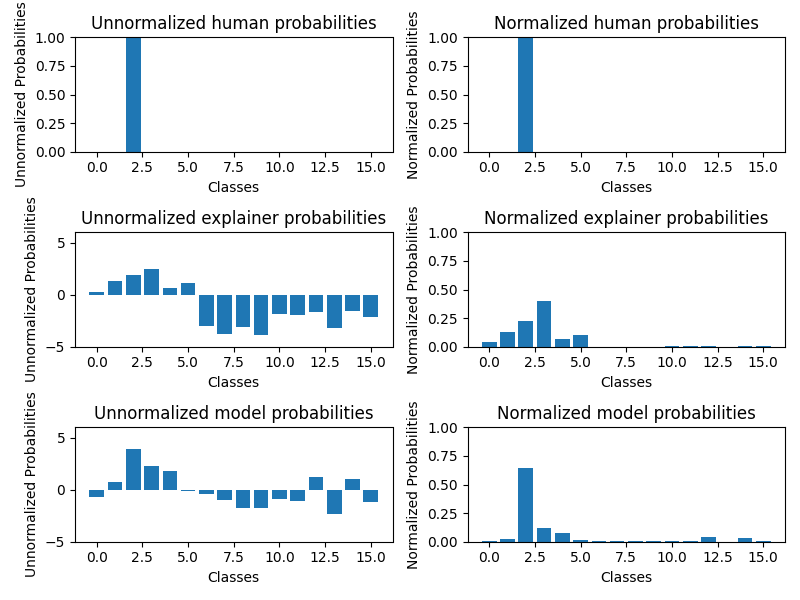 Unnormalized human probabilities
Normalized human probabilities
Unnormalized Probabilities
1.00
0.75
0.50
0.25
0.00
0.0 2.5 5.0 7.5 10.0 12.5 15.0
Classes
Normalized Probabilities
1.00
0.75
0.50
0.25
0.00
0.0 2.5 5.0 7.5 10.0 12.5 15.0
Classes
Unnormalized explainer probabilities
Normalized explainer probabilities
Unnormalized Probabilities
5
0
−5
0.0 2.5 5.0 7.5 10.0 12.5 15.0
Classes
Normalized Probabilities
1.00
0.75
0.50
0.25
0.00
0.0 2.5 5.0 7.5 10.0 12.5 15.0
Classes
Unnormalized model probabilities
Normalized model probabilities
Unnormalized Probabilities
5
0
−5
0.0 2.5 5.0 7.5 10.0 12.5 15.0
Classes
Normalized Probabilities
1.00
0.75
0.50
0.25
0.00
0.0 2.5 5.0 7.5 10.0 12.5 15.0
Classes